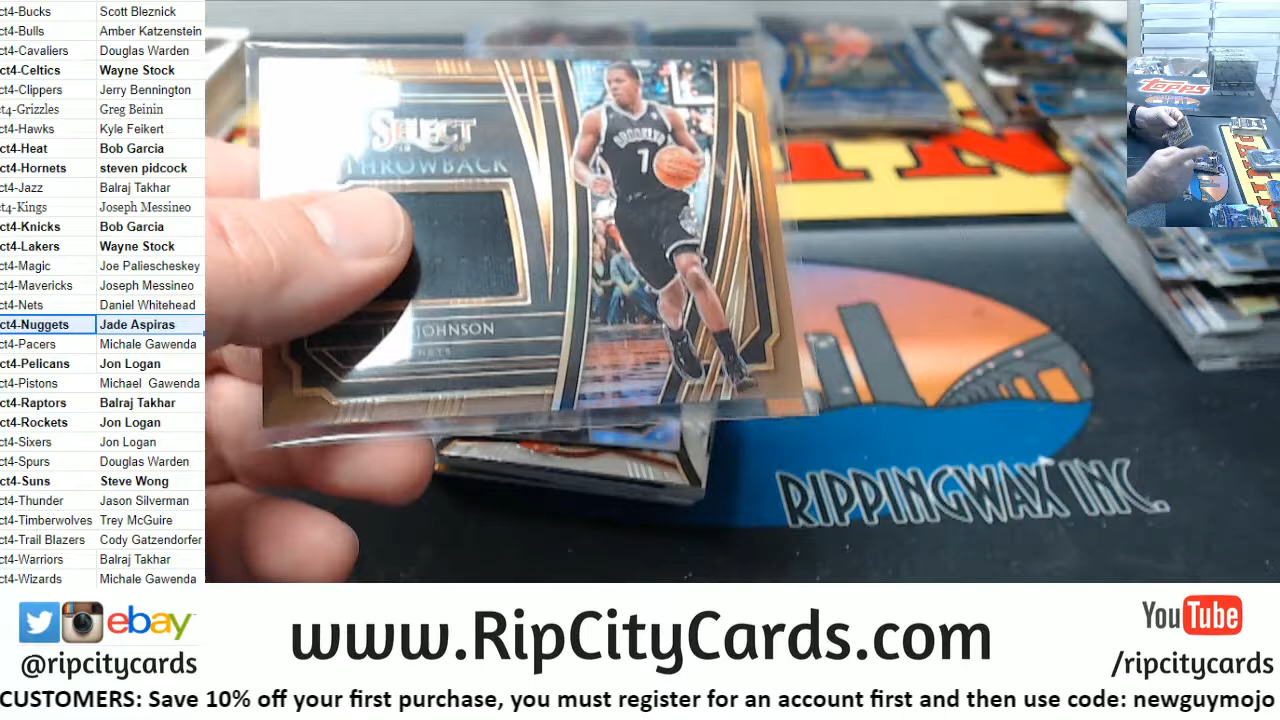 ct4-Bucks Scott Bleznick
ct4-Bulls Amber Katzenstein
ct4-Cavaliers Douglas Warden
ct4-Celtics Wayne Stock
ct4-Clippers Jerry Bennington
ct4-Grizzles Greg Beinin
ct4-Hawks Kyle Feikert
ct4-Heat Bob Garcia
ct4-Hornets steven pidcock
ct4-Jazz Balraj Takhar
ct4-Kings Joseph Messineo
ct4-Knicks Bob Garcia
ct4-Lakers Wayne Stock
ct4-Magic Joe Paliescheskey
ct4-Mavericks Joseph Messineo
ct4-Nets Daniel Whitehead
ct4-Nuggets Jade Aspiras
ct4-Pacers Michale Gawenda
ct4-Pelicans Jon Logan
ct4-Pistons Michael Gawenda
ct4-Raptors Balraj Takhar
ct4-Rockets Jon Logan
ct4-Sixers Jon Logan
ct4-Spurs Douglas Warden
ct4-Suns Steve Wong
ct4-Thunder Jason Silverman
ct4-Timberwolves Trey McGuire
ct4-Trail Blazers Cody Gatzendorfer
ct4-Warriors Balraj Takhar
ct4-Wizards Michale Gawenda
SELECT
THROWBACK
JOHNSON
NETS
BROOKLYN
7
Topps
RIPPINGWAX INC.
ebay
@ripcitycards
www.RipCityCards.com
YouTube
/ripcitycards
CUSTOMERS: Save 10% off your first purchase, you must register for an account first and then use code: newguymojo